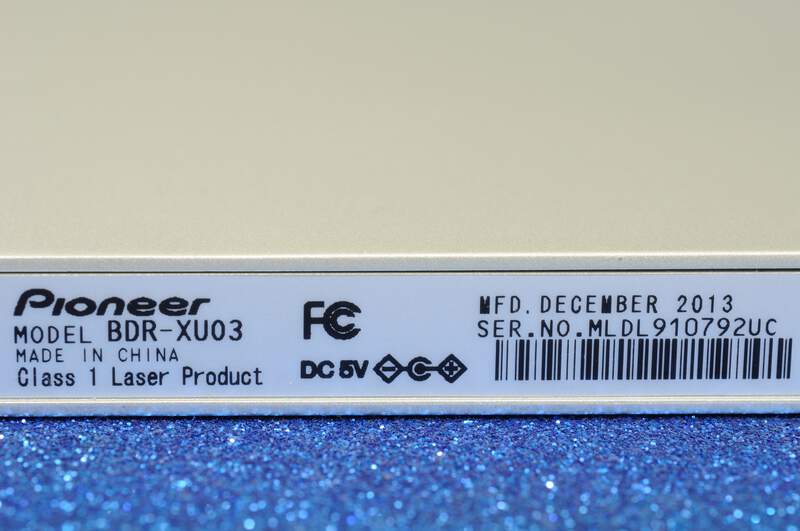 Pioneer
MODEL BDR-XU03
MADE IN CHINA
Class 1 Laser Product
FC
DC 5V
MFD. DECEMBER 2013
SER.NO.MLDL910792UC